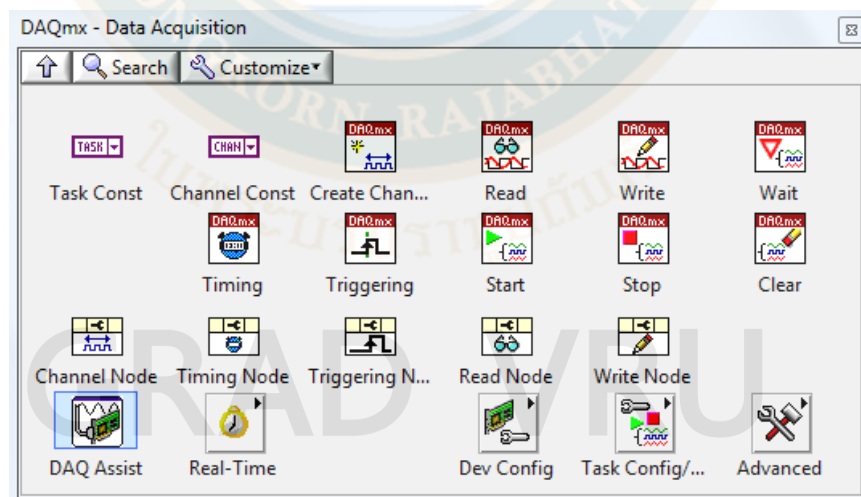 DAQmx - Data Acquisition
Search Customize
TASK CHAN DAQmx DAQmx DAQmx DAQmx
Task Const Channel Const Create Chan... Read Write Wait
DAQmx DAQmx DAQmx DAQmx DAQmx
Timing Triggering Start Stop Clear
Channel Node Timing Node Triggering N... Read Node Write Node
GRAD VRU
DAQ Assist Real-Time Dev Config Task Config/... Advanced